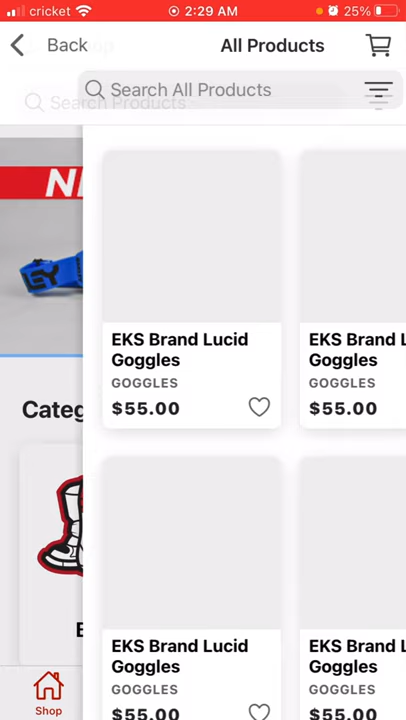 cricket 2:29 AM 25%
Back All Products
Search All Products
Search Products
EKS Brand Lucid Goggles
GOGGLES
$55.00
EKS Brand Lucid Goggles
GOGGLES
$55.00
Categ
EKS Brand Lucid Goggles
GOGGLES
$55.00
EKS Brand Lucid Goggles
GOGGLES
$55.00
Shop